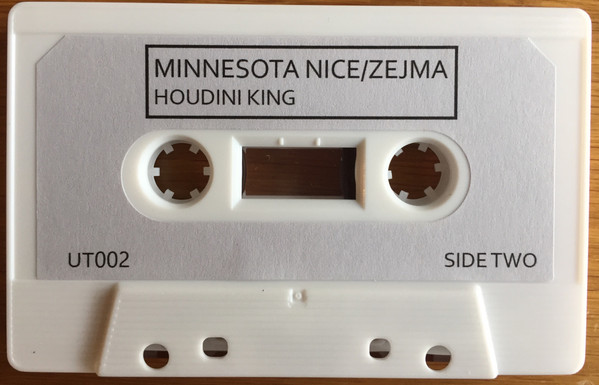 MINNESOTA NICE/ZEJMA
HOUDINI KING
UT002
SIDE TWO